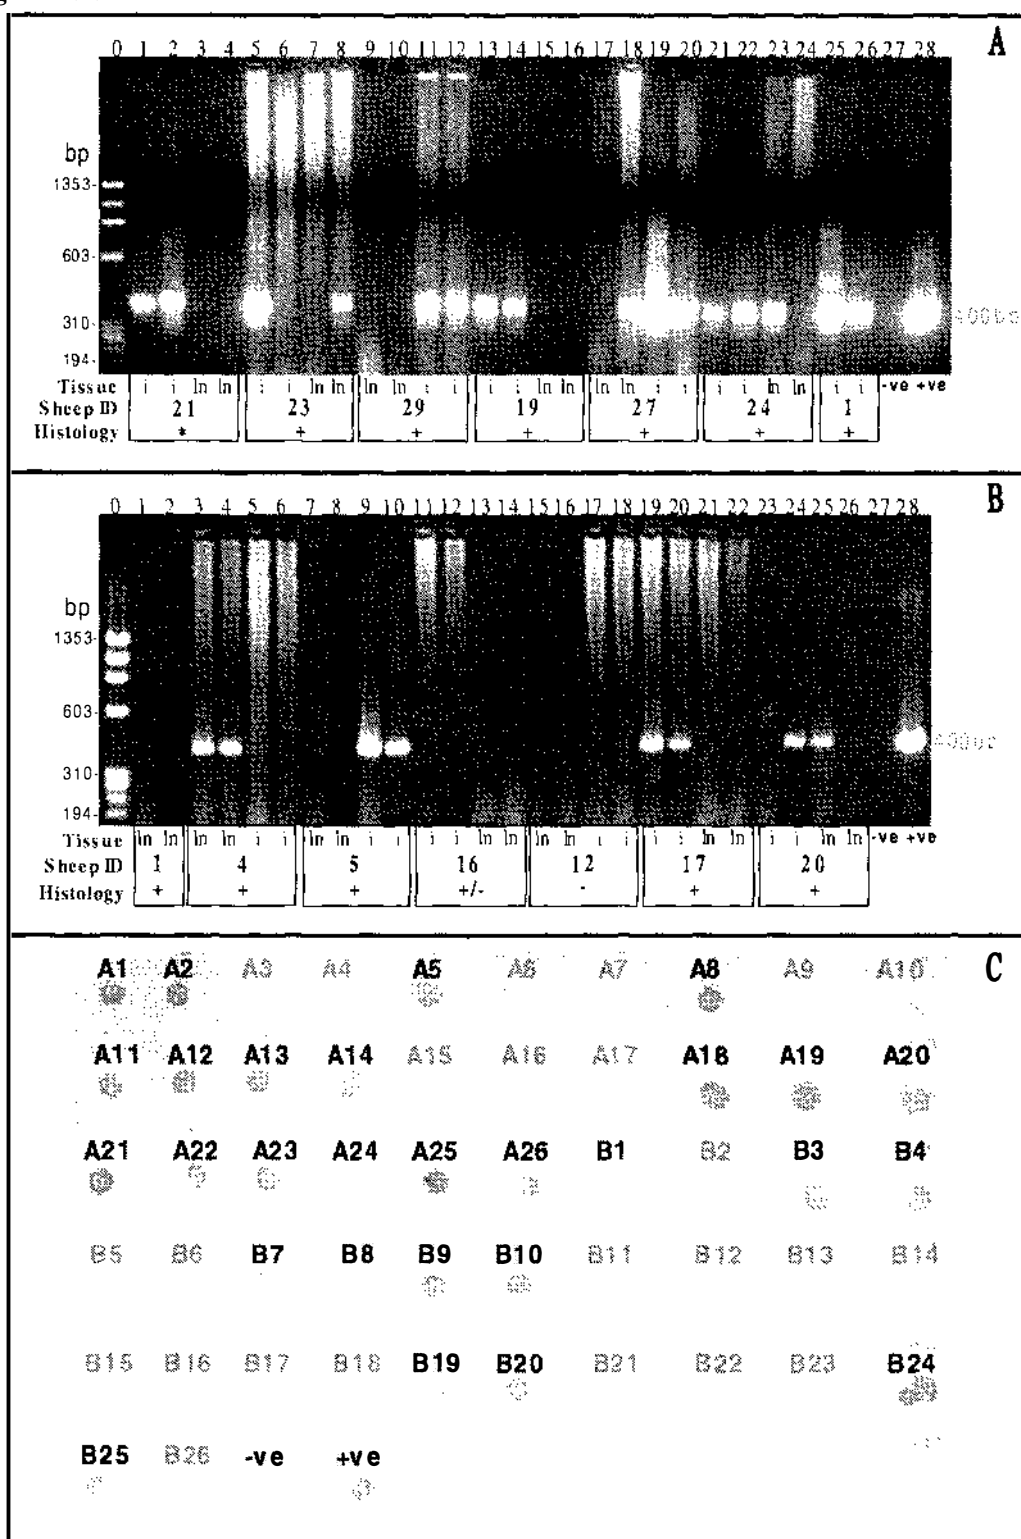 g
A
0 1 2 3 4 5 6 7 8 9 10 11 12 13 14 15 16 17 18 19 20 21 22 23 24 25 26 27 28
bp
1353-
603-
310-
194-
400bp
Tissue i i ln ln i i ln ln ln ln i i i i ln ln ln ln i i i i ln ln i i -ve +ve
Sheep ID 21 23 29 19 27 24 1
Histology * + + + + + +
B
0 1 2 3 4 5 6 7 8 9 10 11 12 13 14 15 16 17 18 19 20 21 22 23 24 25 26 27 28
bp
1353-
603-
310-
194-
Tissue ln ln ln ln i i ln ln i i i i ln ln ln ln i i i i ln ln i i ln ln -ve +ve
Sheep ID 1 4 5 16 12 17 20
Histology + + + +/- - + +
C
A1 A2 A3 A4 A5 A6 A7 A8 A9 A10
A11 A12 A13 A14 A15 A16 A17 A18 A19 A20
A21 A22 A23 A24 A25 A26 B1 B2 B3 B4
B5 B6 B7 B8 B9 B10 B11 B12 B13 B14
B15 B16 B17 B18 B19 B20 B21 B22 B23 B24
B25 B26 -ve +ve